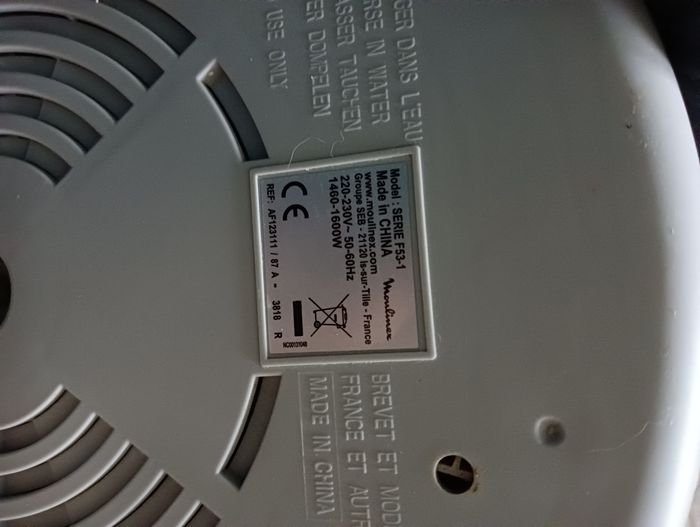 GER DANS L'EAU
RSE IN WATER
ASSER TAUCHEN
ER DOMPELEN
USE ONLY
Model : SERIE F53-1
Made in CHINA
Moulinex
www.moulinex.com
Groupe SEB - 21120 Is-sur-Tille - France
220-230V~ 50-60Hz
1460-1600W
CE
REF: AF123111 / 87 A - 3818 R
NC00131048
BREVET ET MOD
FRANCE ET AUTR
MADE IN CHINA